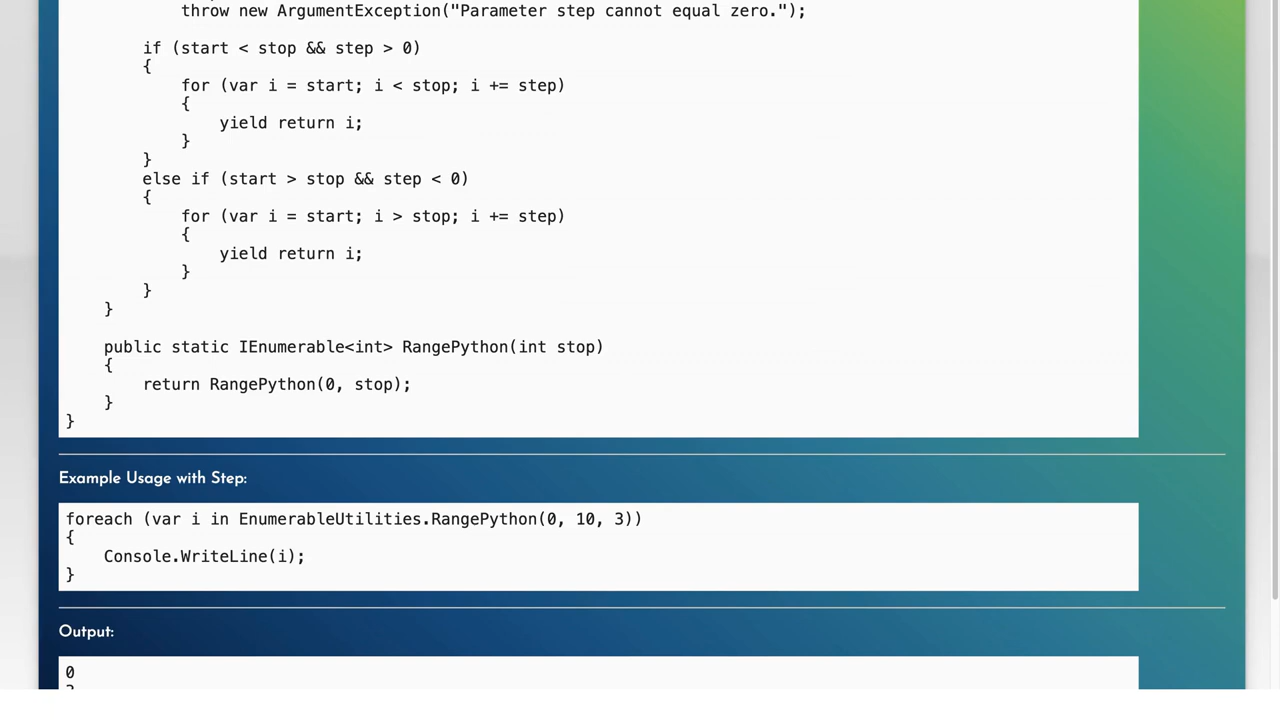 throw new ArgumentException("Parameter step cannot equal zero.");
if (start < stop && step > 0)
{
for (var i = start; i < stop; i += step)
{
yield return i;
}
}
else if (start > stop && step < 0)
{
for (var i = start; i > stop; i += step)
{
yield return i;
}
}
}
public static IEnumerable<int> RangePython(int stop)
{
return RangePython(0, stop);
}
}
Example Usage with Step:
foreach (var i in EnumerableUtilities.RangePython(0, 10, 3))
{
Console.WriteLine(i);
}
Output:
0